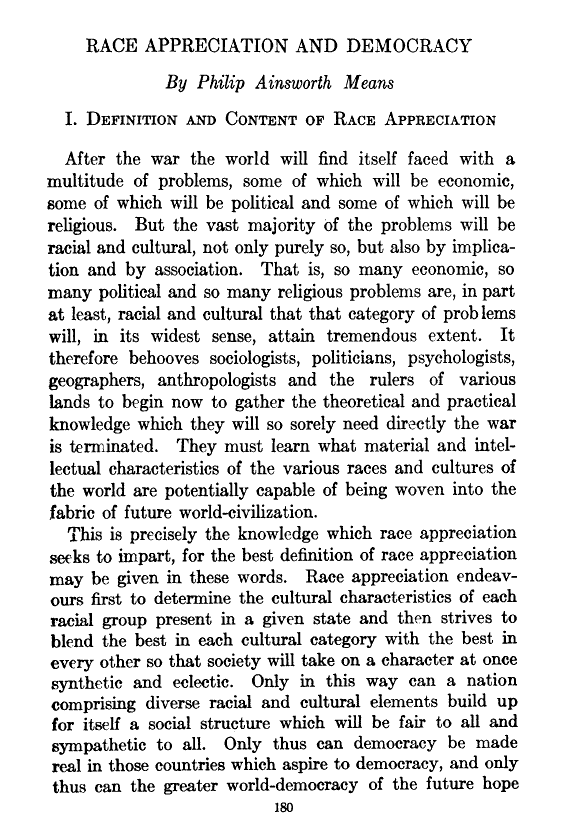 RACE APPRECIATION AND DEMOCRACY
By Philip Ainsworth Means
I. Definition and Content of Race Appreciation
After the war the world will find itself faced with a
multitude of problems, some of which will be economic,
some of which will be political and some of which will be
religious. But the vast majority of the problems will be
racial and cultural, not only purely so, but also by implica-
tion and by association. That is, so many economic, so
many political and so many religious problems are, in part
at least, racial and cultural that that category of problems
will, in its widest sense, attain tremendous extent. It
therefore behooves sociologists, politicians, psychologists,
geographers, anthropologists and the rulers of various
lands to begin now to gather the theoretical and practical
knowledge which they will so sorely need directly the war
is terminated. They must learn what material and intel-
lectual characteristics of the various races and cultures of
the world are potentially capable of being woven into the
fabric of future world-civilization.
This is precisely the knowledge which race appreciation
seeks to impart, for the best definition of race appreciation
may be given in these words. Race appreciation endeav-
ours first to determine the cultural characteristics of each
racial group present in a given state and then strives to
blend the best in each cultural category with the best in
every other so that society will take on a character at once
synthetic and eclectic. Only in this way can a nation
comprising diverse racial and cultural elements build up
for itself a social structure which will be fair to all and
sympathetic to all. Only thus can democracy be made
real in those countries which aspire to democracy, and only
thus can the greater world-democracy of the future hope
180